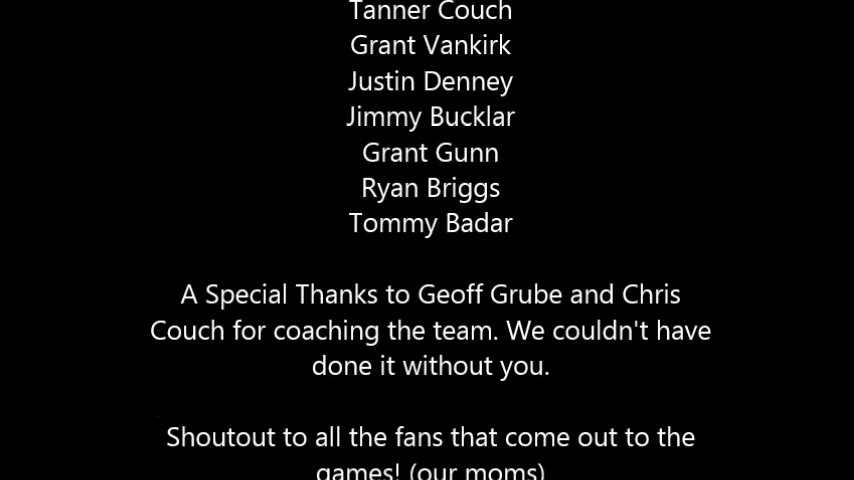 Tanner Couch
Grant Vankirk
Justin Denney
Jimmy Bucklar
Grant Gunn
Ryan Briggs
Tommy Badar
A Special Thanks to Geoff Grube and Chris
Couch for coaching the team. We couldn't have
done it without you.
Shoutout to all the fans that come out to the
games! (our moms)